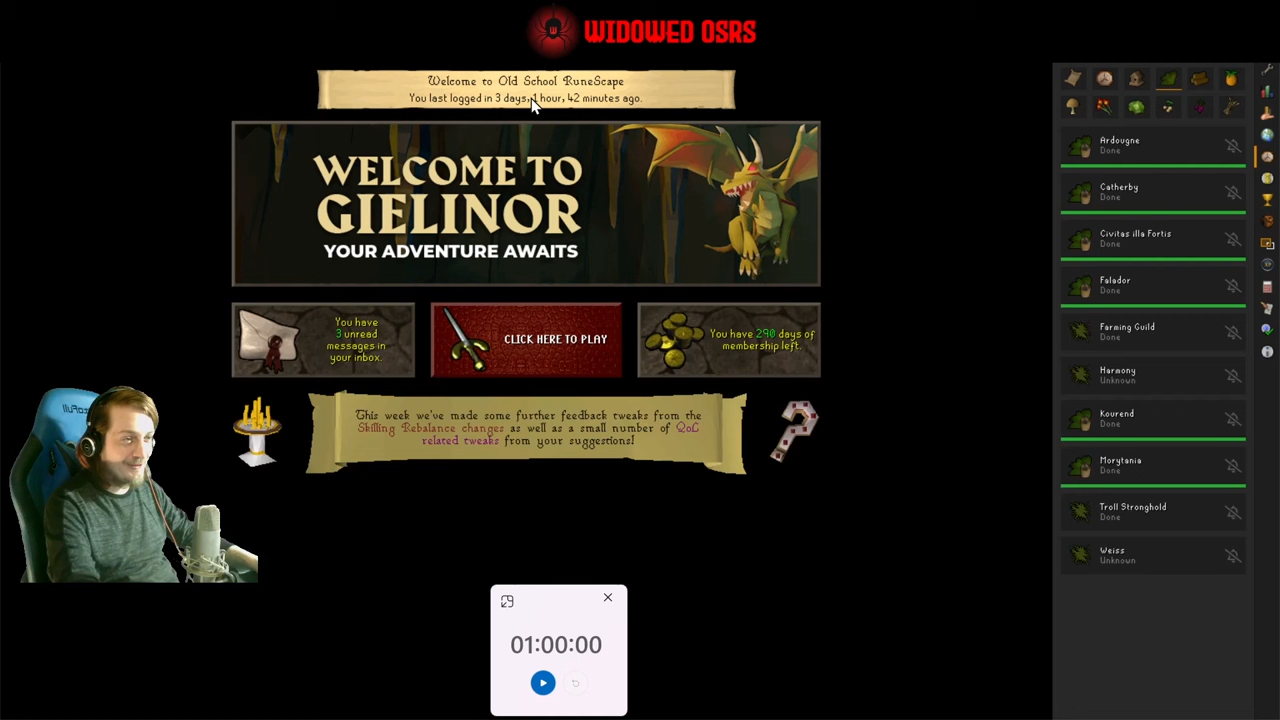 WIDOWED OSRS
Welcome to Old School RuneScape
You last logged in 3 days, 1 hour, 42 minutes ago.
WELCOME TO
GIELINOR
YOUR ADVENTURE AWAITS
You have
3 unread
messages in
your inbox.
CLICK HERE TO PLAY
You have 290 days of
membership left.
This week we've made some further feedback tweaks from the
Skilling Rebalance changes as well as a small number of QoL
related tweaks from your suggestions!
01:00:00
Ardougne
Done
Catherby
Done
Civitas illa Fortis
Done
Falador
Done
Farming Guild
Done
Harmony
Unknown
Kourend
Done
Morytania
Done
Troll Stronghold
Done
Weiss
Unknown